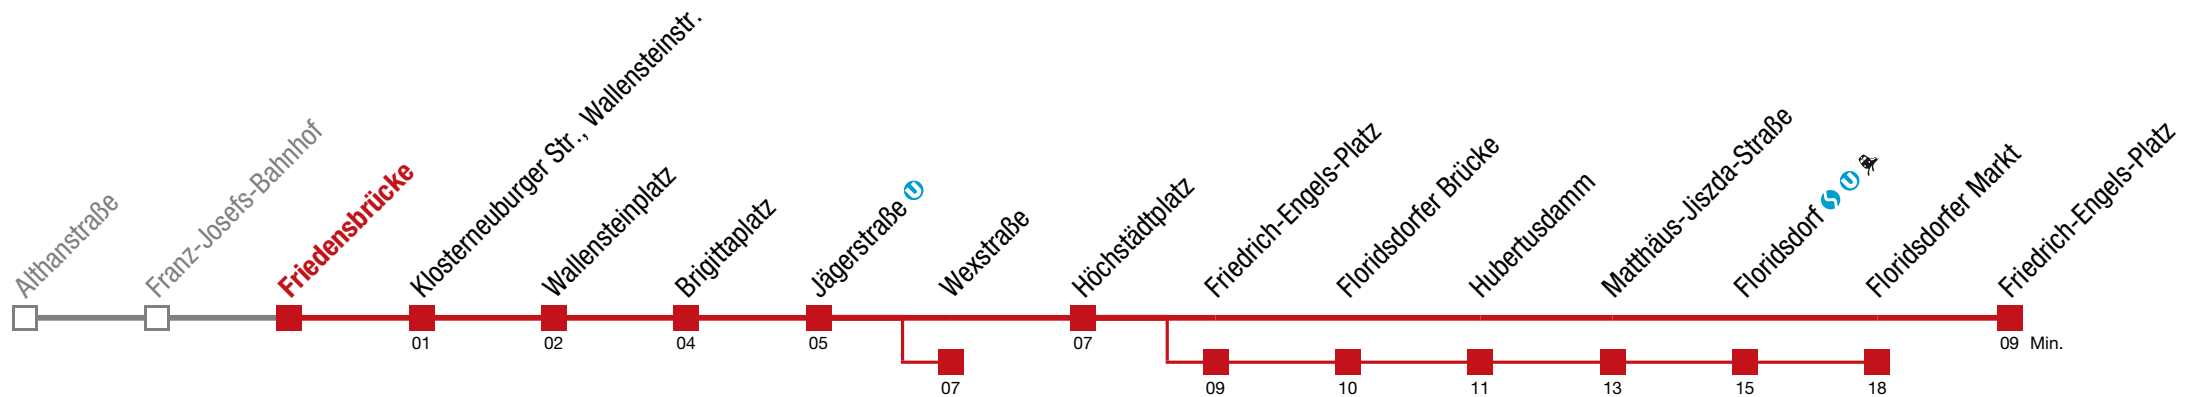 Althanstraße
Franz-Josefs-Bahnhof
Friedensbrücke
Klosterneuburger Str., Wallensteinstr.
Wallensteinplatz
Brigittaplatz
Jägerstraße U
Wexstraße
Höchstädtplatz
Friedrich-Engels-Platz
Floridsdorfer Brücke
Hubertusdamm
Matthäus-Jiszda-Straße
Floridsdorf S U
Floridsdorfer Markt
Friedrich-Engels-Platz
01 02 04 05 07 09 Min.
07 09 10 11 13 15 18